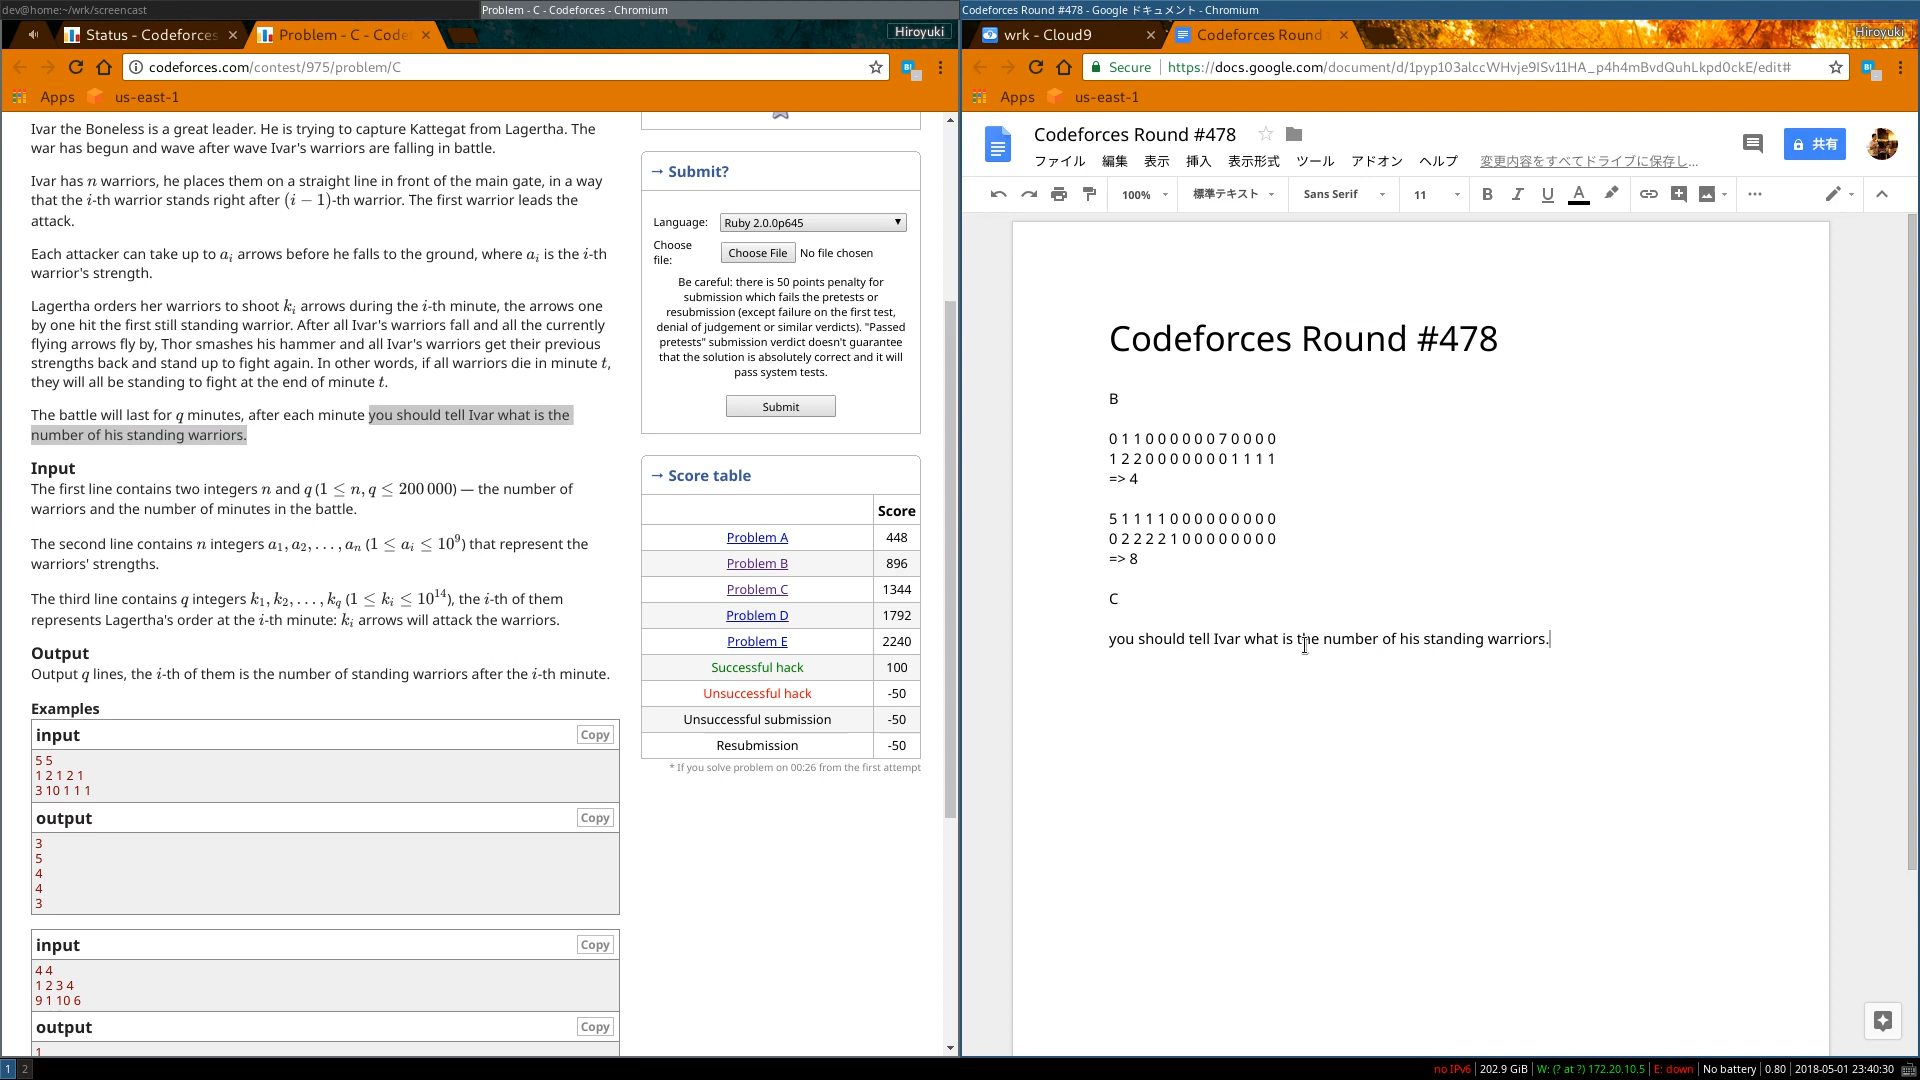 dev@home:~/wrk/screencast
Problem - C - Codeforces - Chromium
Status - Codeforces
Problem - C - Code
Hiroyuki
codeforces.com/contest/975/problem/C
Apps
us-east-1
Ivar the Boneless is a great leader. He is trying to capture Kattegat from Lagertha. The
war has begun and wave after wave Ivar's warriors are falling in battle.
Ivar has n warriors, he places them on a straight line in front of the main gate, in a way
that the i-th warrior stands right after (i − 1)-th warrior. The first warrior leads the
attack.
Each attacker can take up to a_i arrows before he falls to the ground, where a_i is the i-th
warrior's strength.
Lagertha orders her warriors to shoot k_i arrows during the i-th minute, the arrows one
by one hit the first still standing warrior. After all Ivar's warriors fall and all the currently
flying arrows fly by, Thor smashes his hammer and all Ivar's warriors get their previous
strengths back and stand up to fight again. In other words, if all warriors die in minute t,
they will all be standing to fight at the end of minute t.
The battle will last for q minutes, after each minute you should tell Ivar what is the
number of his standing warriors.
Input
The first line contains two integers n and q (1 ≤ n, q ≤ 200 000) — the number of
warriors and the number of minutes in the battle.
The second line contains n integers a_1, a_2, . . . , a_n (1 ≤ a_i ≤ 10^9) that represent the
warriors' strengths.
The third line contains q integers k_1, k_2, . . . , k_q (1 ≤ k_i ≤ 10^14), the i-th of them
represents Lagertha's order at the i-th minute: k_i arrows will attack the warriors.
Output
Output q lines, the i-th of them is the number of standing warriors after the i-th minute.
Examples
input
Copy
5 5
1 2 1 2 1
3 10 1 1 1
output
Copy
3
5
4
4
3
input
Copy
4 4
1 2 3 4
9 1 10 6
output
Copy
1
→ Submit?
Language:
Ruby 2.0.0p645
Choose
file:
Choose File
No file chosen
Be careful: there is 50 points penalty for
submission which fails the pretests or
resubmission (except failure on the first test,
denial of judgement or similar verdicts). "Passed
pretests" submission verdict doesn't guarantee
that the solution is absolutely correct and it will
pass system tests.
Submit
→ Score table
Score
Problem A 448
Problem B 896
Problem C 1344
Problem D 1792
Problem E 2240
Successful hack 100
Unsuccessful hack -50
Unsuccessful submission -50
Resubmission -50
* If you solve problem on 00:26 from the first attempt
Codeforces Round #478 - Google ドキュメント - Chromium
wrk - Cloud9
Codeforces Round
Hiroyuki
Secure
https://docs.google.com/document/d/1pyp103alccWHvje9ISv11HA_p4h4mBvdQuhLkpd0ckE/edit#
Apps
us-east-1
Codeforces Round #478
ファイル 編集 表示 挿入 表示形式 ツール アドオン ヘルプ 変更内容をすべてドライブに保存し...
共有
100% 標準テキスト Sans Serif 11 B I U A
Codeforces Round #478
B
0 1 1 0 0 0 0 0 0 7 0 0 0 0
1 2 2 0 0 0 0 0 0 0 1 1 1 1
=> 4
5 1 1 1 1 0 0 0 0 0 0 0 0 0
0 2 2 2 2 1 0 0 0 0 0 0 0 0
=> 8
C
you should tell Ivar what is the number of his standing warriors.
1 2
no IPv6 202.9 GiB W: (? at ?) 172.20.10.5 E: down No battery 0.80 2018-05-01 23:40:30